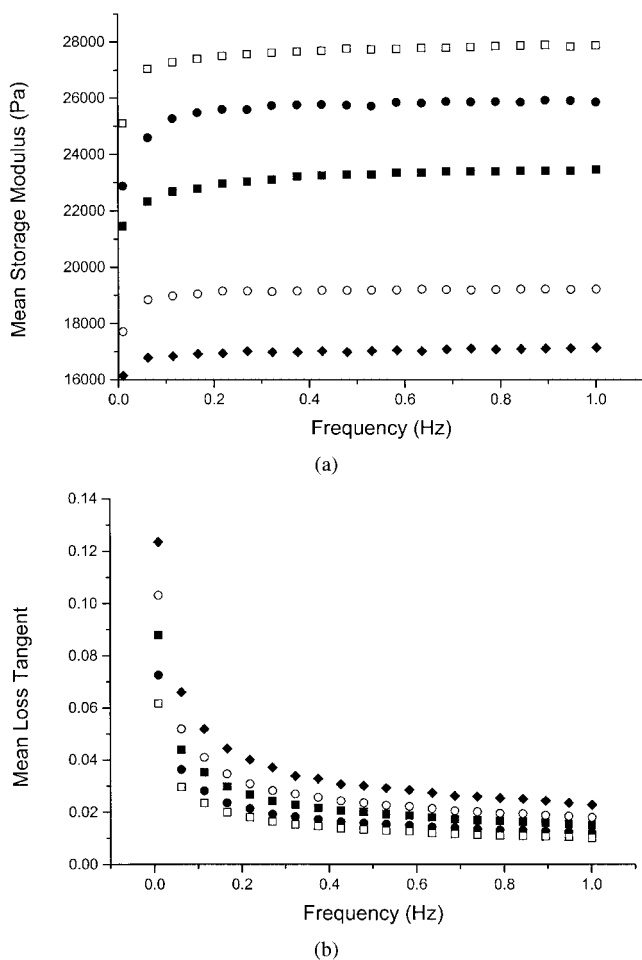 28000
26000
24000
22000
20000
18000
16000
Mean Storage Modulus (Pa)
0.0 0.2 0.4 0.6 0.8 1.0
Frequency (Hz)
(a)
0.14
0.12
0.10
0.08
0.06
0.04
0.02
0.00
Mean Loss Tangent
0.0 0.2 0.4 0.6 0.8 1.0
Frequency (Hz)
(b)